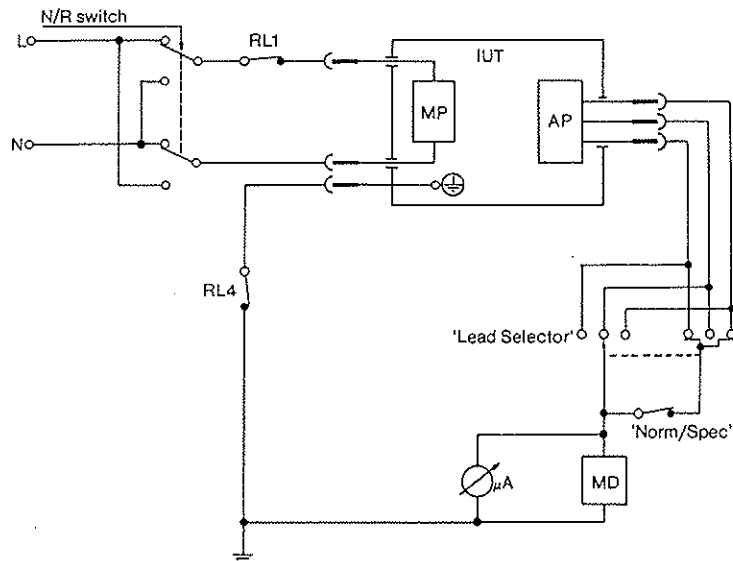 N/R switch
L
RL1
IUT
MP
AP
N
RL4
'Lead Selector'
'Norm/Spec'
μA
MD